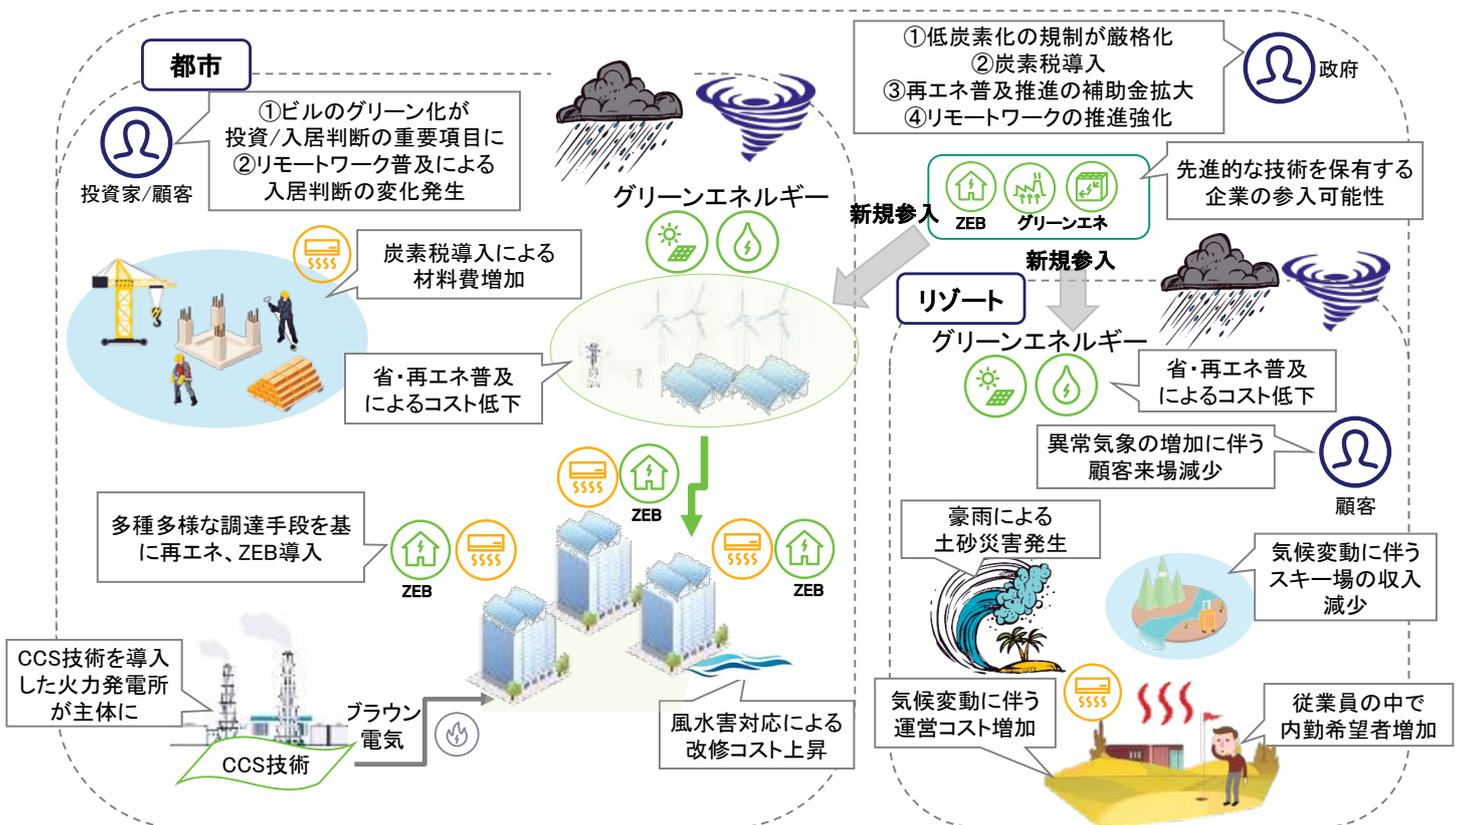 都市
①ビルのグリーン化が
投資/入居判断の重要項目に
②リモートワーク普及による
入居判断の変化発生
投資家/顧客
①低炭素化の規制が厳格化
②炭素税導入
③再エネ普及推進の補助金拡大
④リモートワークの推進強化
政府
先進的な技術を保有する
企業の参入可能性
ZEB
グリーンエネ
新規参入
新規参入
グリーンエネルギー
炭素税導入による
材料費増加
省・再エネ普及
によるコスト低下
リゾート
グリーンエネルギー
省・再エネ普及
によるコスト低下
異常気象の増加に伴う
顧客来場減少
顧客
多種多様な調達手段を基
に再エネ、ZEB導入
ZEB
ZEB
ZEB
豪雨による
土砂災害発生
気候変動に伴う
スキー場の収入
減少
CCS技術を導入
した火力発電所
が主体に
CCS技術
ブラウン
電気
風水害対応による
改修コスト上昇
気候変動に伴う
運営コスト増加
従業員の中で
内勤希望者増加